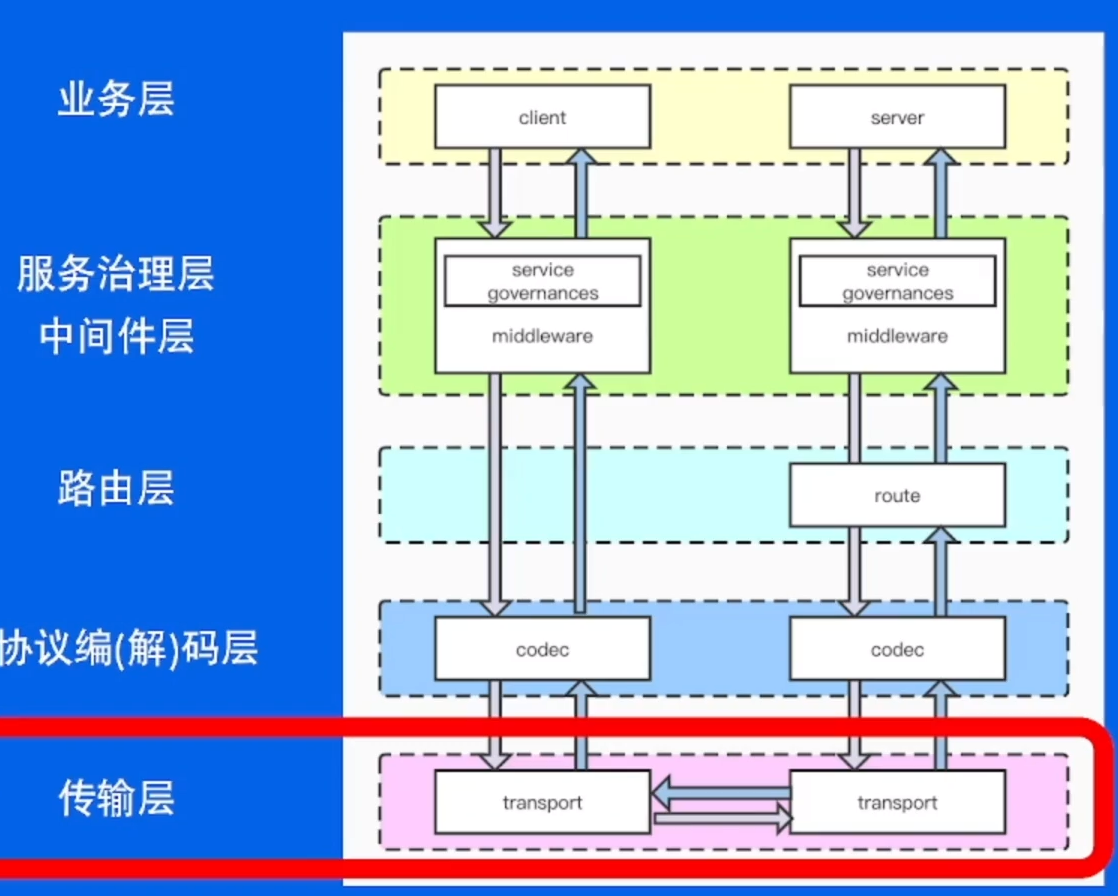 业务层
client
server
服务治理层
中间件层
service
governances
middleware
service
governances
middleware
路由层
route
协议编(解)码层
codec
codec
传输层
transport
transport